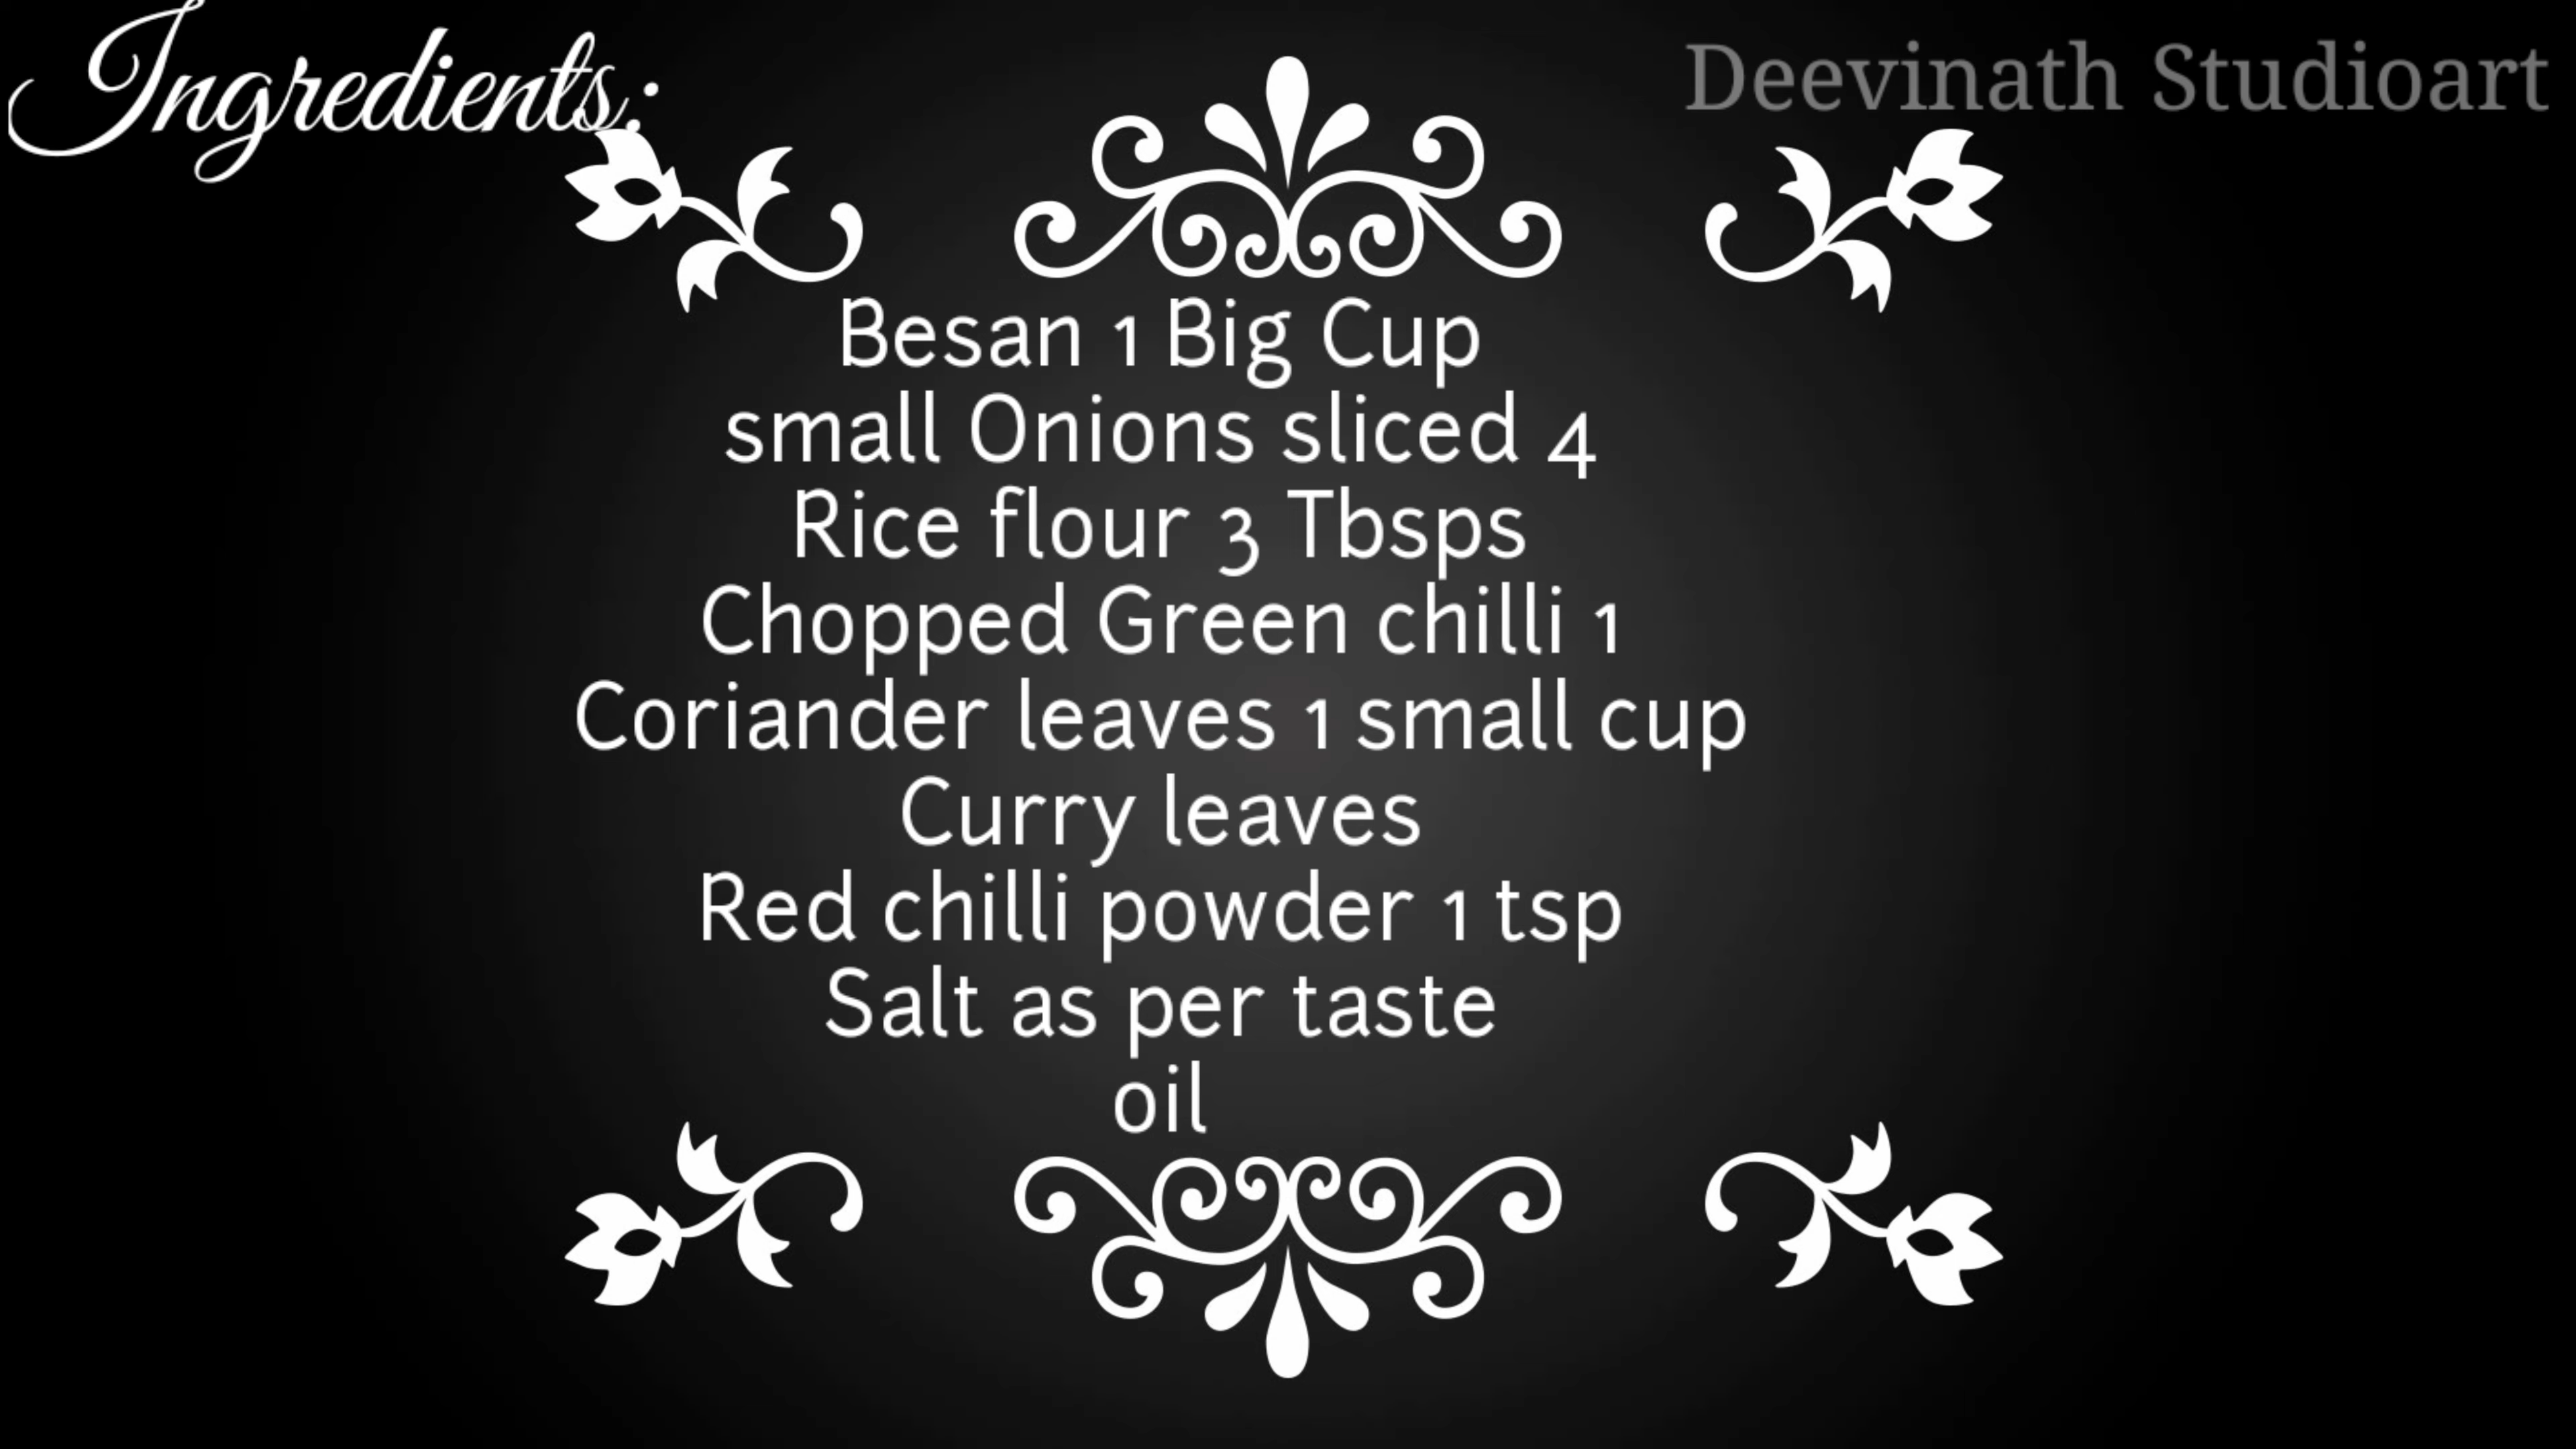 Ingredients:
Deevinath Studioart
Besan 1 Big Cup
small Onions sliced 4
Rice flour 3 Tbsps
Chopped Green chilli 1
Coriander leaves 1 small cup
Curry leaves
Red chilli powder 1 tsp
Salt as per taste
oil